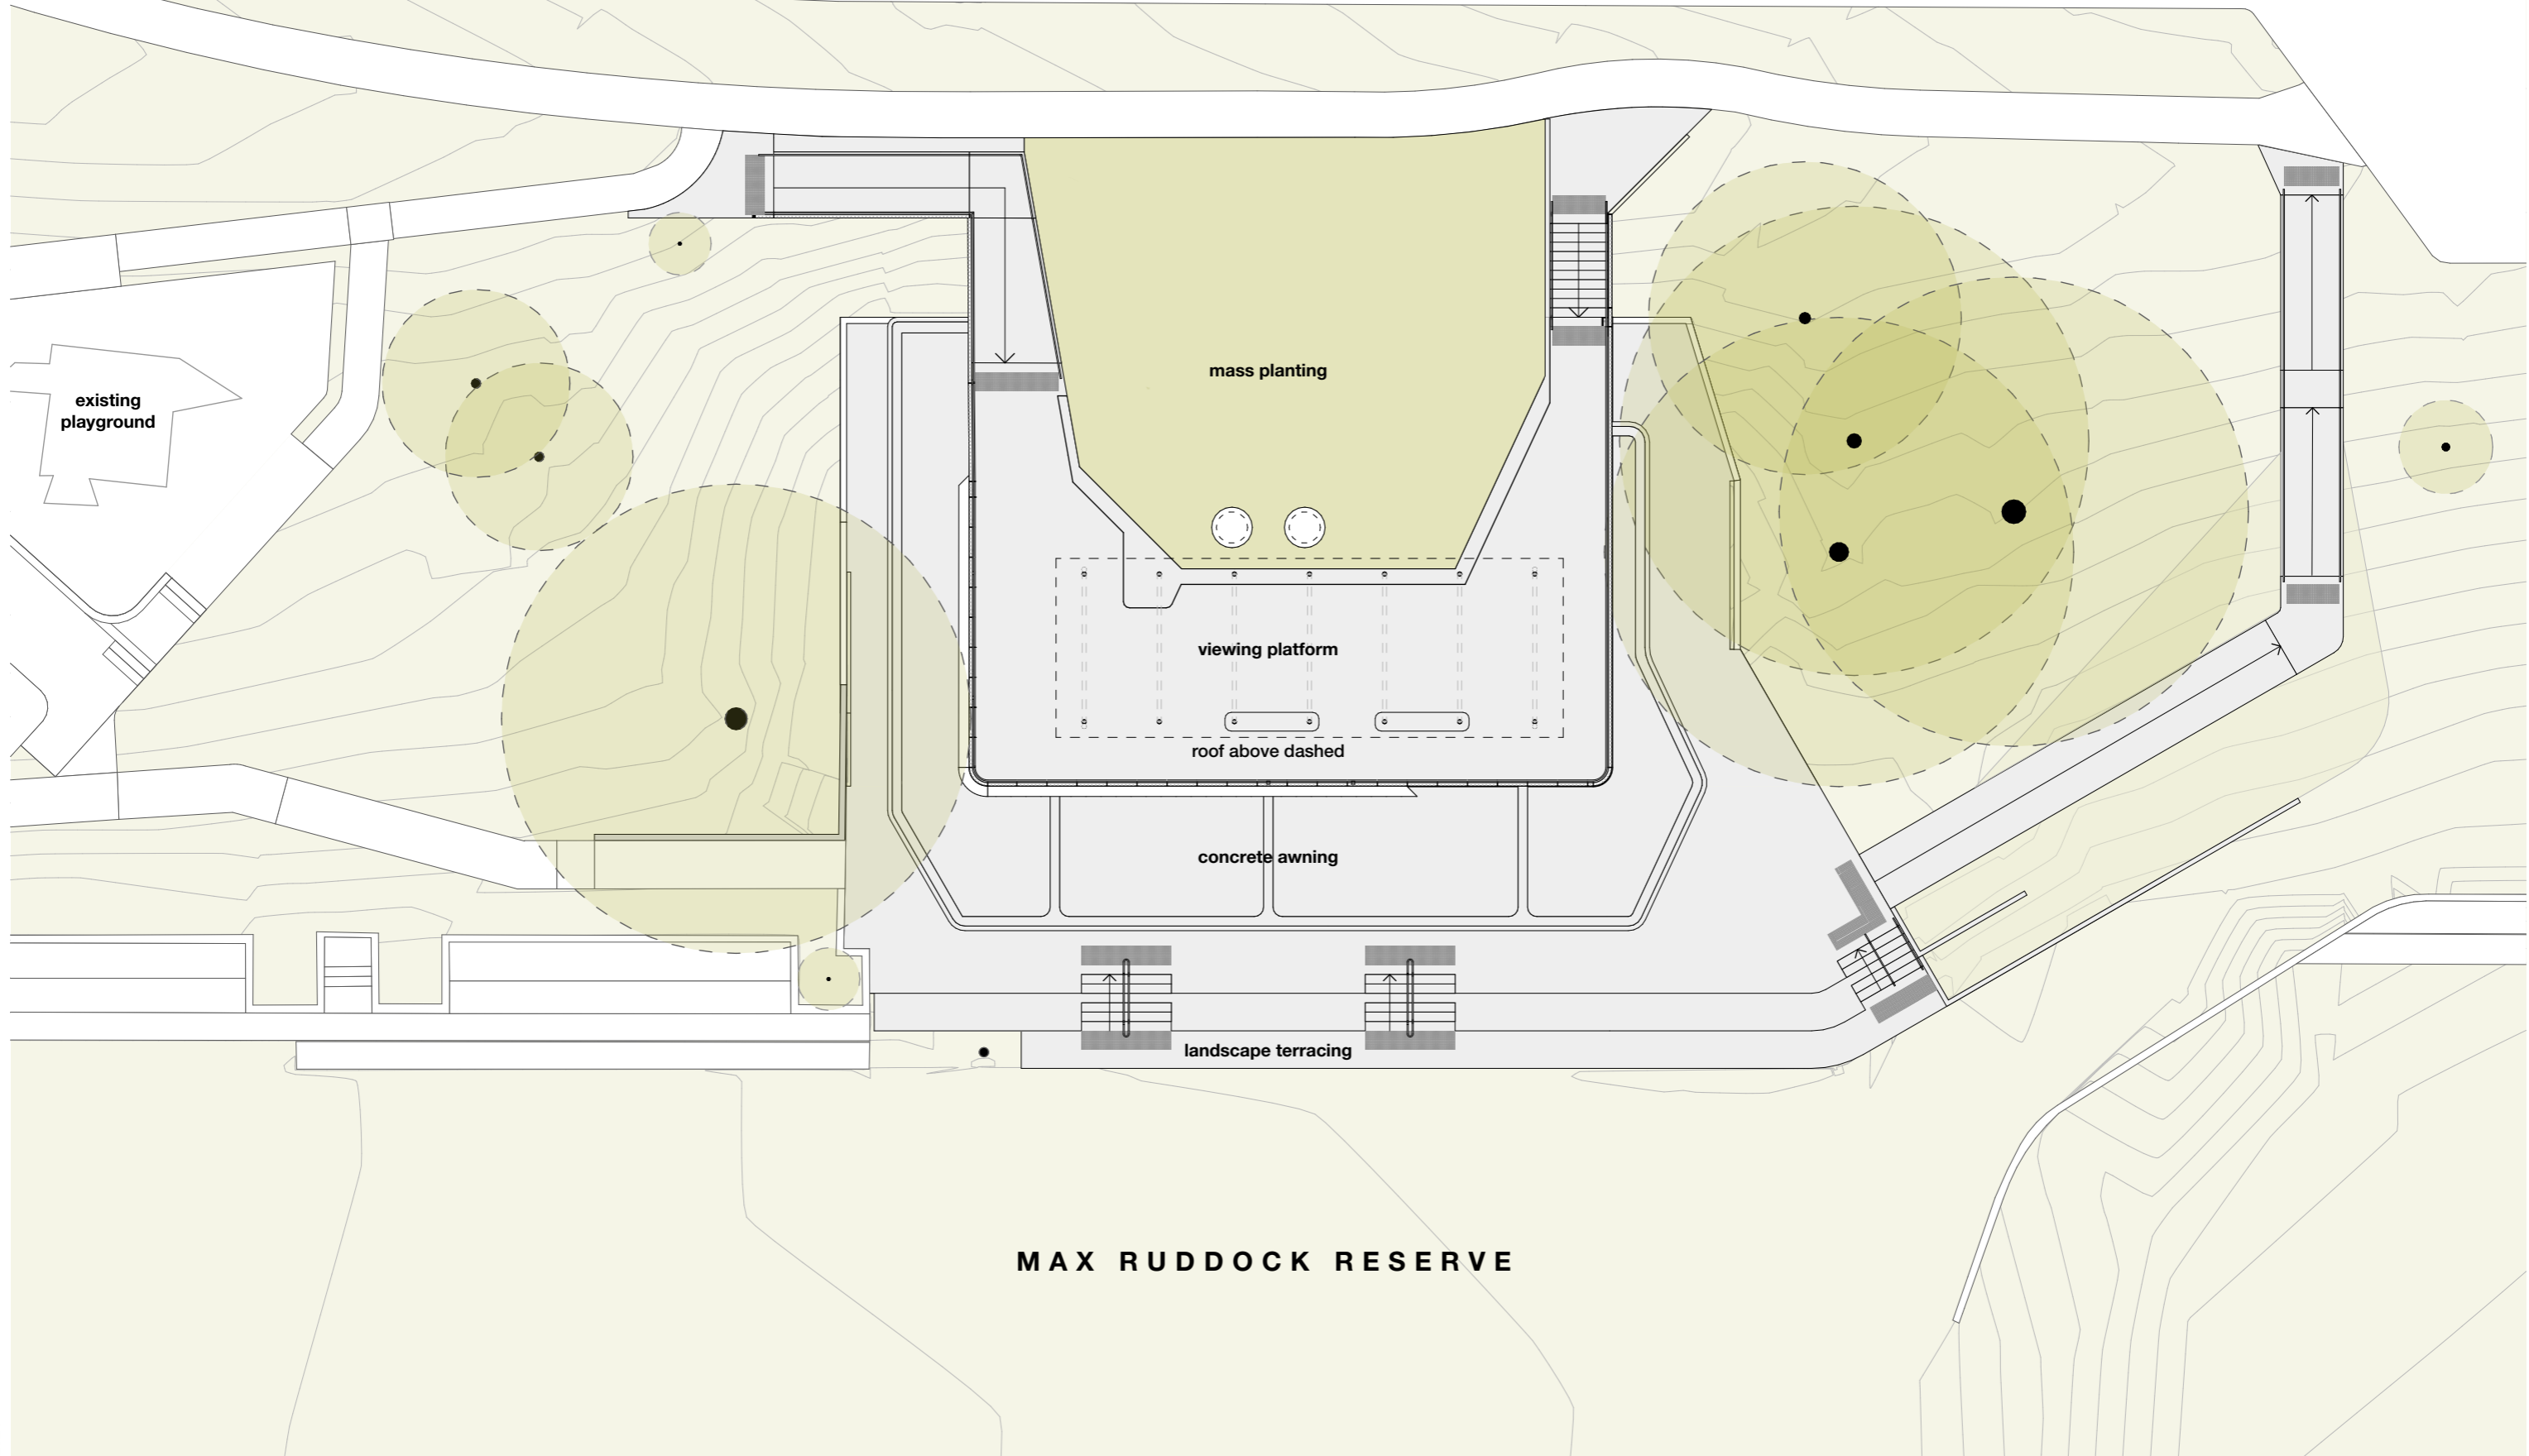 mass planting
existing
playground
viewing platform
roof above dashed
concrete awning
landscape terracing
MAX RUDDOCK RESERVE